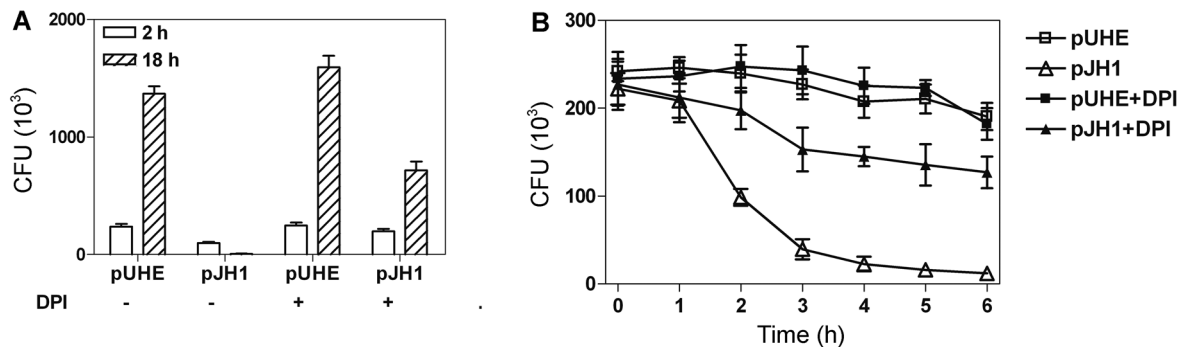 A
2 h
18 h
CFU (10³)
2000
1000
0
pUHE pJH1 pUHE pJH1
DPI - - + + .
B
CFU (10³)
300
200
100
0
0 1 2 3 4 5 6
Time (h)
pUHE
pJH1
pUHE+DPI
pJH1+DPI